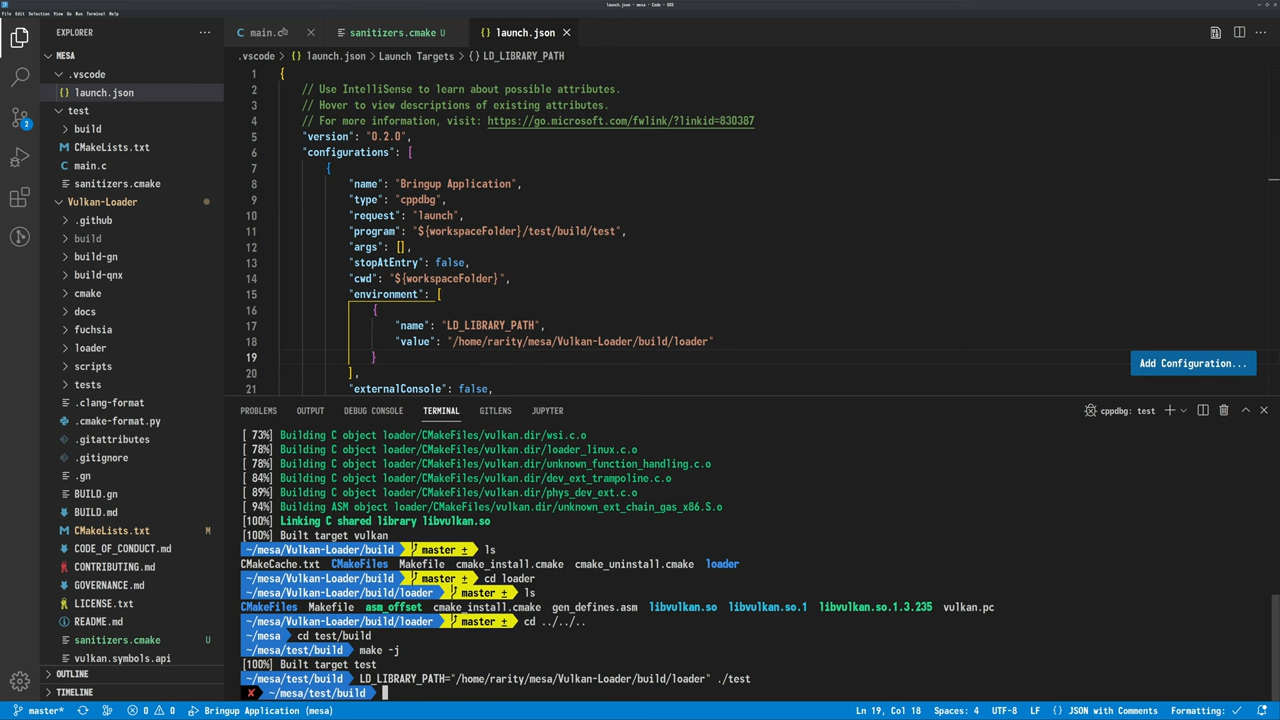 launch.json - mesa - Code - OSS
File Edit Selection View Go Run Terminal Help
EXPLORER
main.c
sanitizers.cmake U
{} launch.json
MESA
.vscode
{} launch.json
test
build
CMakeLists.txt
C main.c
sanitizers.cmake
Vulkan-Loader
.github
build
build-gn
build-qnx
cmake
docs
fuchsia
loader
scripts
tests
.clang-format
.cmake-format.py
.gitattributes
.gitignore
.gn
BUILD.gn
BUILD.md
CMakeLists.txt M
CODE_OF_CONDUCT.md
CONTRIBUTING.md
GOVERNANCE.md
LICENSE.txt
README.md
sanitizers.cmake U
vulkan.symbols.api
OUTLINE
TIMELINE
2
.vscode > {} launch.json > Launch Targets > {} LD_LIBRARY_PATH
1 {
2 // Use IntelliSense to learn about possible attributes.
3 // Hover to view descriptions of existing attributes.
4 // For more information, visit: https://go.microsoft.com/fwlink/?linkid=830387
5 "version": "0.2.0",
6 "configurations": [
7 {
8 "name": "Bringup Application",
9 "type": "cppdbg",
10 "request": "launch",
11 "program": "${workspaceFolder}/test/build/test",
12 "args": [],
13 "stopAtEntry": false,
14 "cwd": "${workspaceFolder}",
15 "environment": [
16 {
17 "name": "LD_LIBRARY_PATH",
18 "value": "/home/rarity/mesa/Vulkan-Loader/build/loader"
19 }
20 ],
21 "externalConsole": false,
Add Configuration...
PROBLEMS OUTPUT DEBUG CONSOLE TERMINAL GITLENS JUPYTER
cppdbg: test
[ 73%] Building C object loader/CMakeFiles/vulkan.dir/wsi.c.o
[ 78%] Building C object loader/CMakeFiles/vulkan.dir/loader_linux.c.o
[ 78%] Building C object loader/CMakeFiles/vulkan.dir/unknown_function_handling.c.o
[ 84%] Building C object loader/CMakeFiles/vulkan.dir/dev_ext_trampoline.c.o
[ 89%] Building C object loader/CMakeFiles/vulkan.dir/phys_dev_ext.c.o
[ 94%] Building ASM object loader/CMakeFiles/vulkan.dir/unknown_ext_chain_gas_x86.S.o
[100%] Linking C shared library libvulkan.so
[100%] Built target vulkan
~/mesa/Vulkan-Loader/build master ± ls
CMakeCache.txt CMakeFiles Makefile cmake_install.cmake cmake_uninstall.cmake loader
~/mesa/Vulkan-Loader/build master ± cd loader
~/mesa/Vulkan-Loader/build/loader master ± ls
CMakeFiles Makefile asm_offset cmake_install.cmake gen_defines.asm libvulkan.so libvulkan.so.1 libvulkan.so.1.3.235 vulkan.pc
~/mesa/Vulkan-Loader/build/loader master ± cd ../../..
~/mesa cd test/build
~/mesa/test/build make -j
[100%] Built target test
~/mesa/test/build LD_LIBRARY_PATH="/home/rarity/mesa/Vulkan-Loader/build/loader" ./test
✘ ~/mesa/test/build
master* 0 0 Bringup Application (mesa) Ln 19, Col 18 Spaces: 4 UTF-8 LF {} JSON with Comments Formatting: ✓